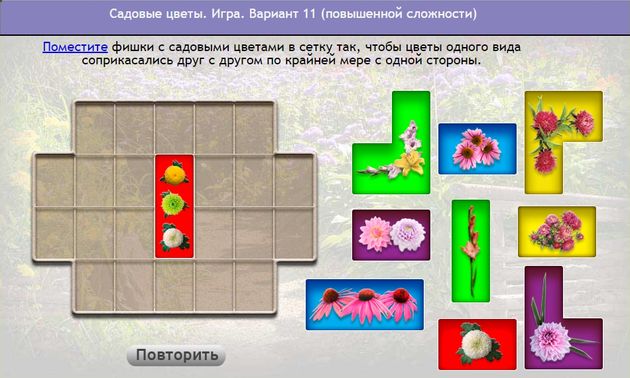 Садовые цветы. Игра. Вариант 11 (повышенной сложности)
Поместите фишки с садовыми цветами в сетку так, чтобы цветы одного вида
соприкасались друг с другом по крайней мере с одной стороны.
Повторить